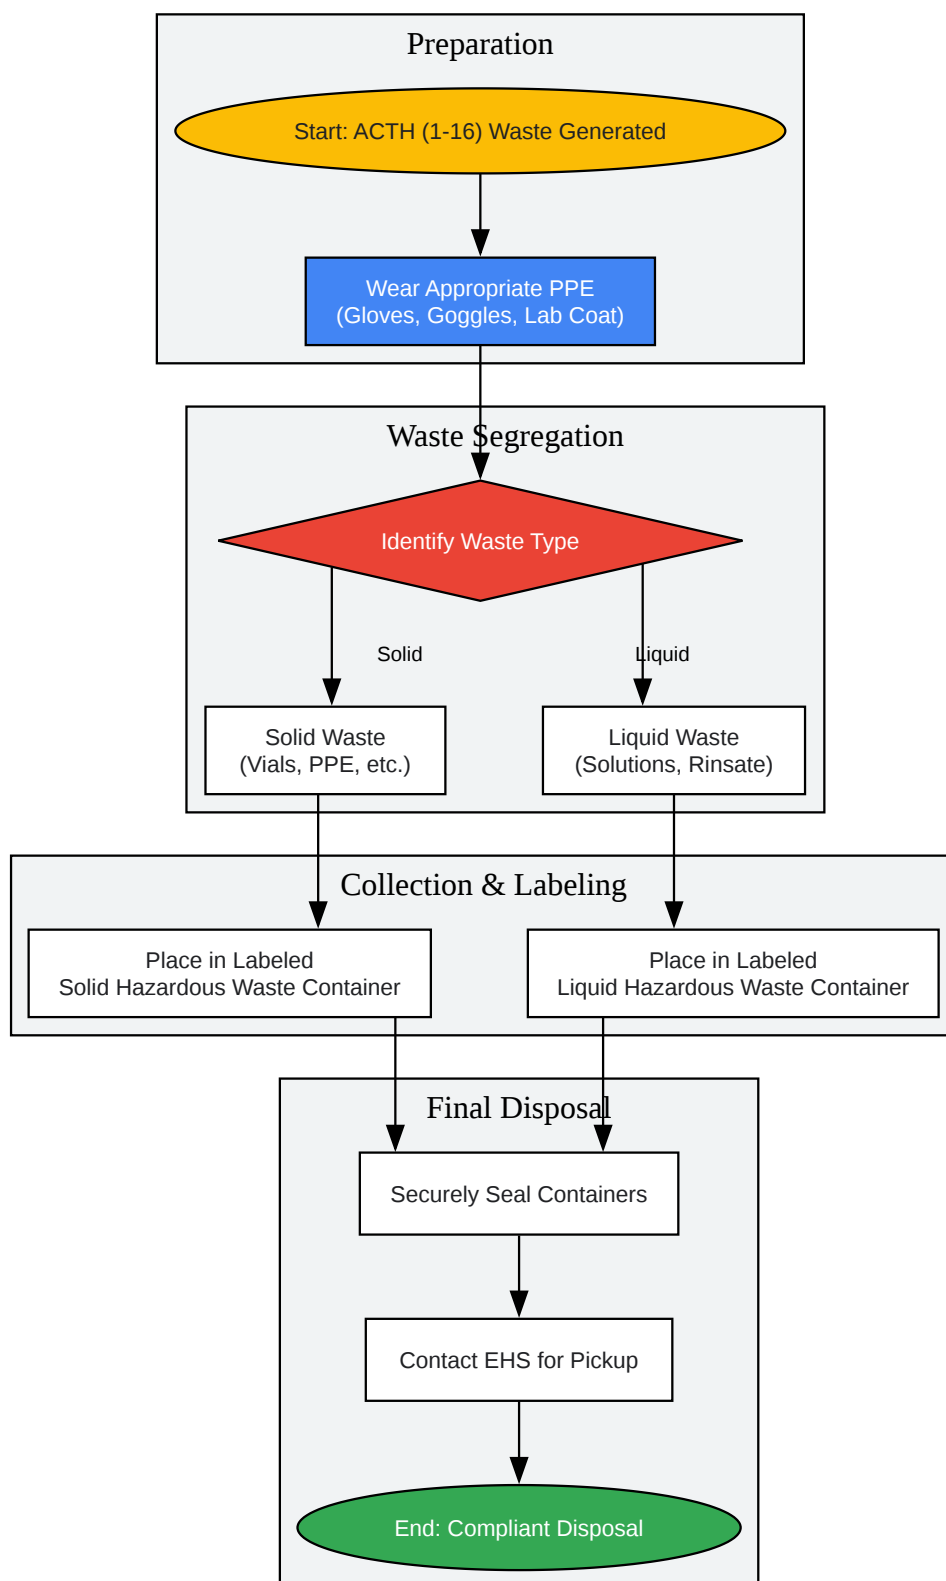 Preparation
Start: ACTH (1-16) Waste Generated
Wear Appropriate PPE
(Gloves, Goggles, Lab Coat)
Waste Segregation
Identify Waste Type
Solid
Liquid
Solid Waste
(Vials, PPE, etc.)
Liquid Waste
(Solutions, Rinsate)
Collection & Labeling
Place in Labeled
Solid Hazardous Waste Container
Place in Labeled
Liquid Hazardous Waste Container
Final Disposal
Securely Seal Containers
Contact EHS for Pickup
End: Compliant Disposal